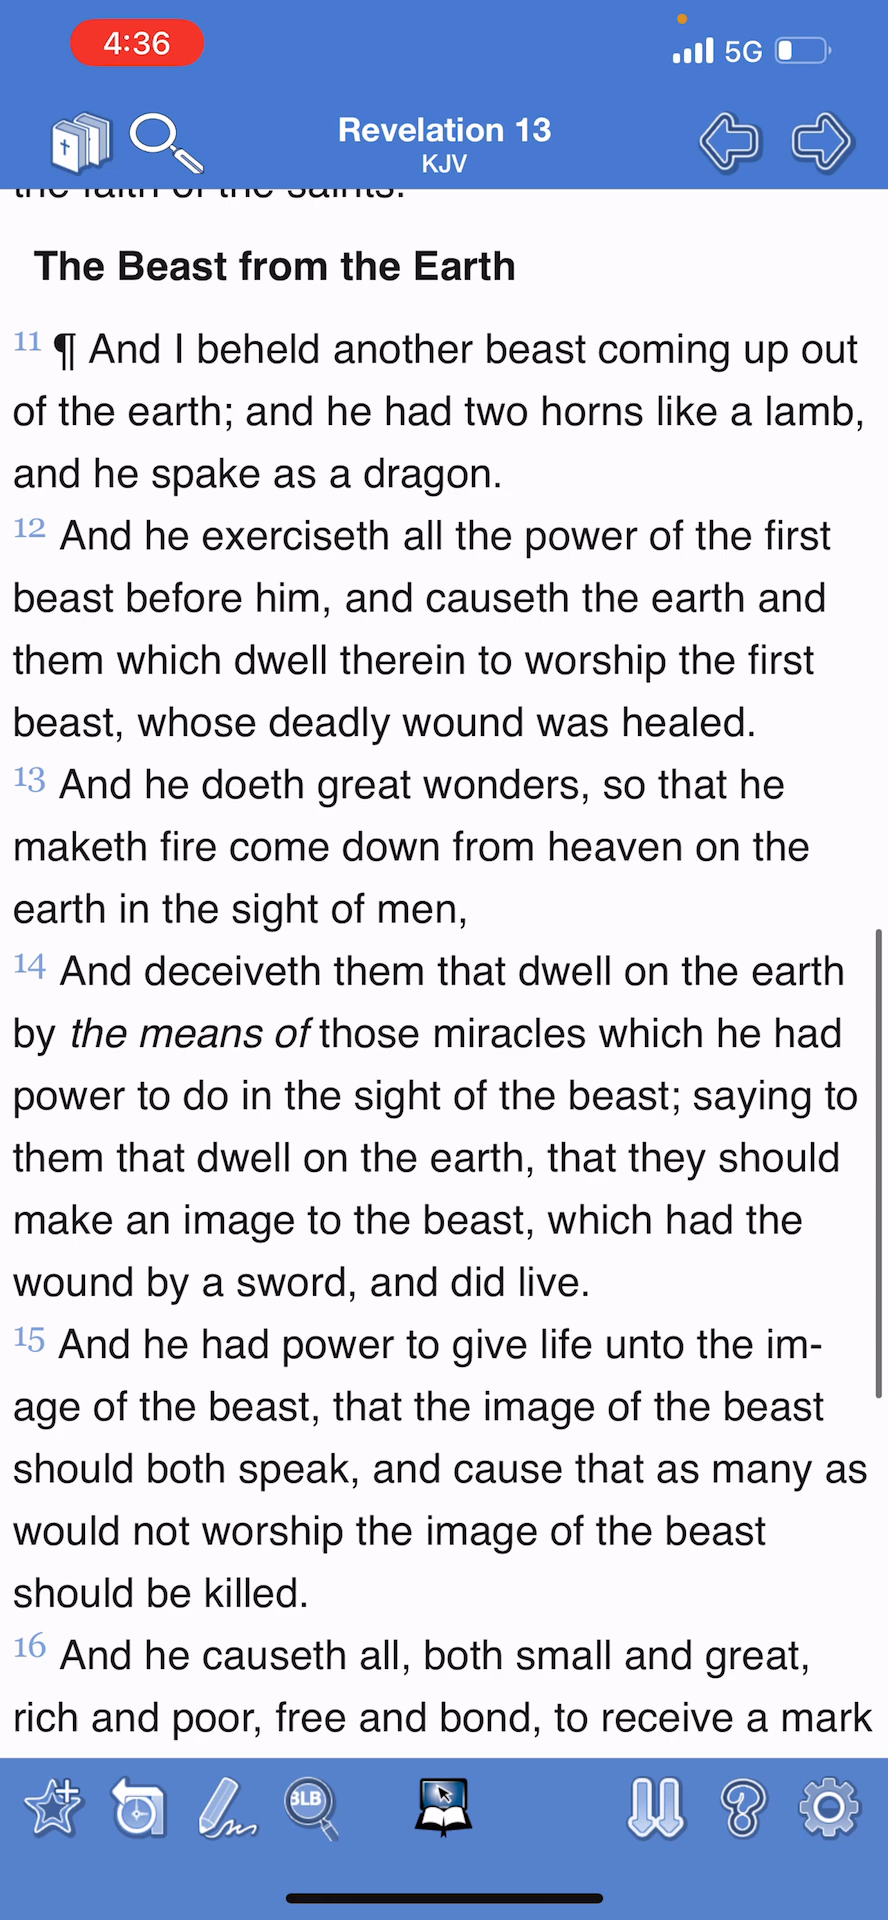 4:36
5G
Revelation 13
KJV
the faith of the saints.
The Beast from the Earth
11 ¶ And I beheld another beast coming up out
of the earth; and he had two horns like a lamb,
and he spake as a dragon.
12 And he exerciseth all the power of the first
beast before him, and causeth the earth and
them which dwell therein to worship the first
beast, whose deadly wound was healed.
13 And he doeth great wonders, so that he
maketh fire come down from heaven on the
earth in the sight of men,
14 And deceiveth them that dwell on the earth
by the means of those miracles which he had
power to do in the sight of the beast; saying to
them that dwell on the earth, that they should
make an image to the beast, which had the
wound by a sword, and did live.
15 And he had power to give life unto the im-
age of the beast, that the image of the beast
should both speak, and cause that as many as
would not worship the image of the beast
should be killed.
16 And he causeth all, both small and great,
rich and poor, free and bond, to receive a mark
BLB